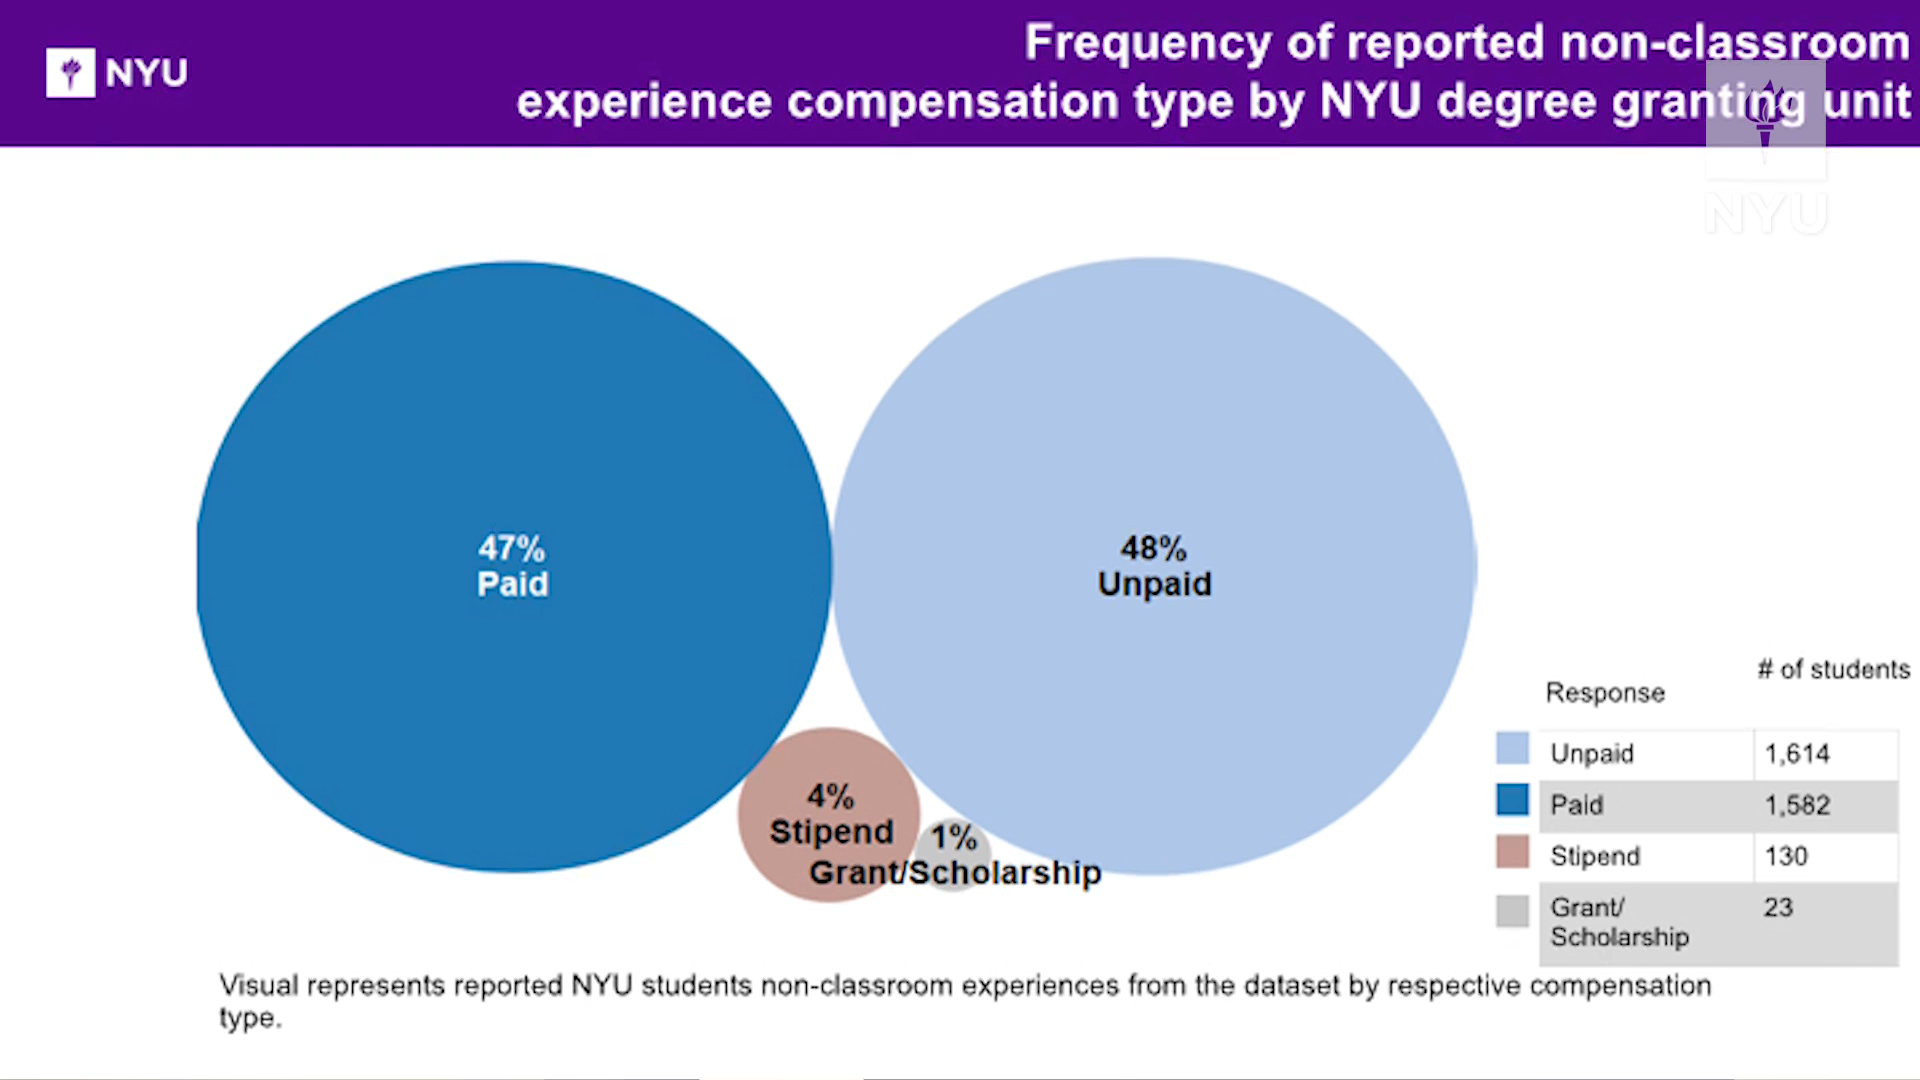 NYU
Frequency of reported non-classroom
experience compensation type by NYU degree granting unit
NYU
47%
Paid
48%
Unpaid
4%
Stipend
1%
Grant/Scholarship
# of students
Response
Unpaid 1,614
Paid 1,582
Stipend 130
Grant/ 23
Scholarship
Visual represents reported NYU students non-classroom experiences from the dataset by respective compensation
type.